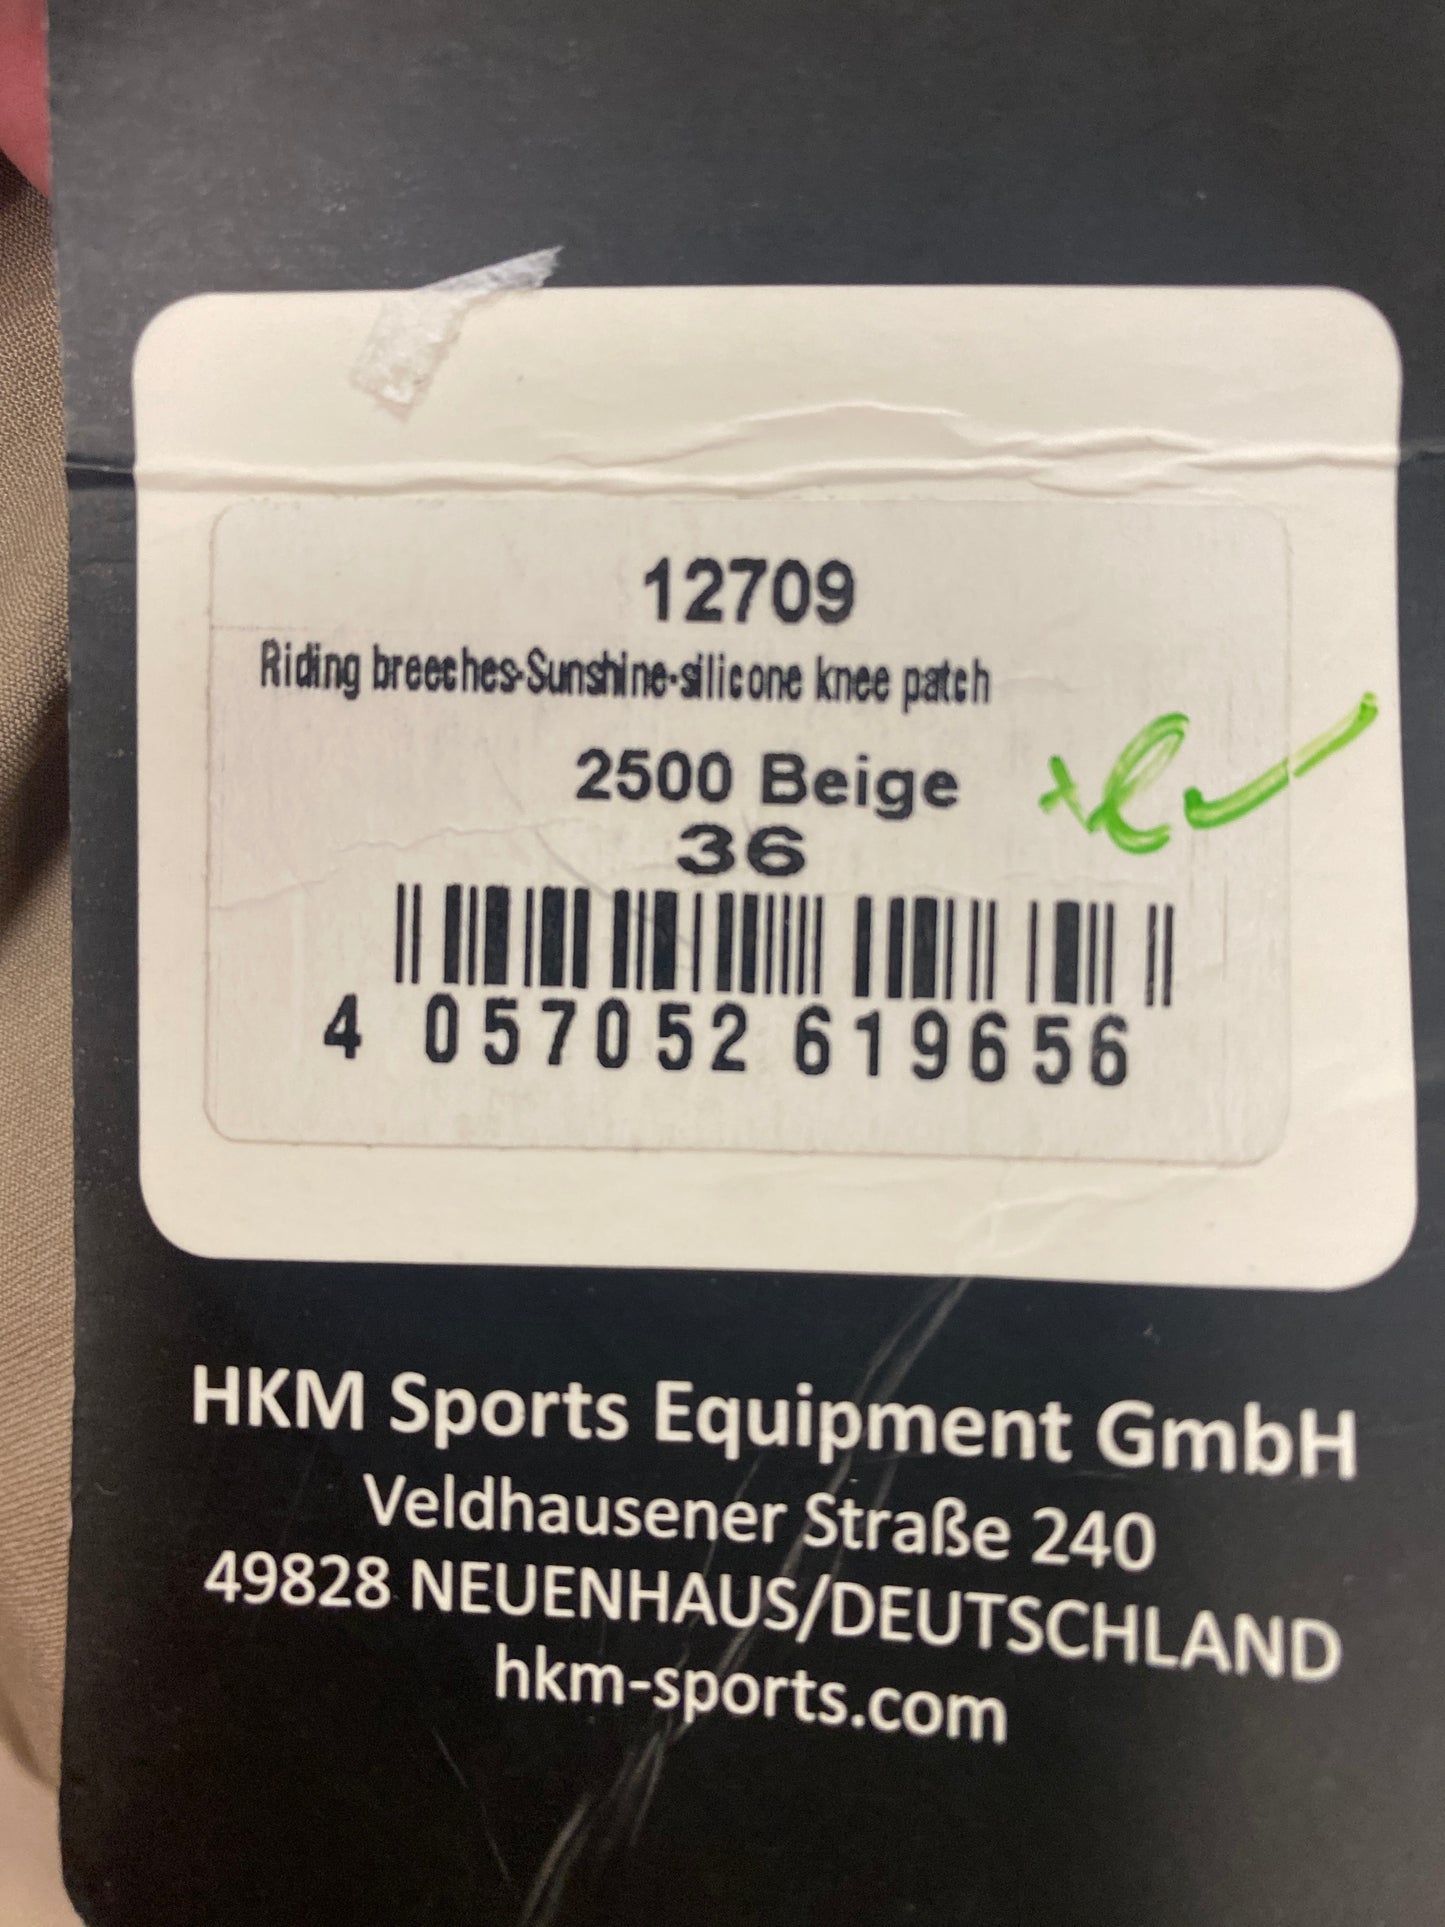 12709
Riding breeches-Sunshine-silicone knee patch
2500 Beige
36
4 057052 619656
HKM Sports Equipment GmbH
Veldhausener Straße 240
49828 NEUENHAUS/DEUTSCHLAND
hkm-sports.com